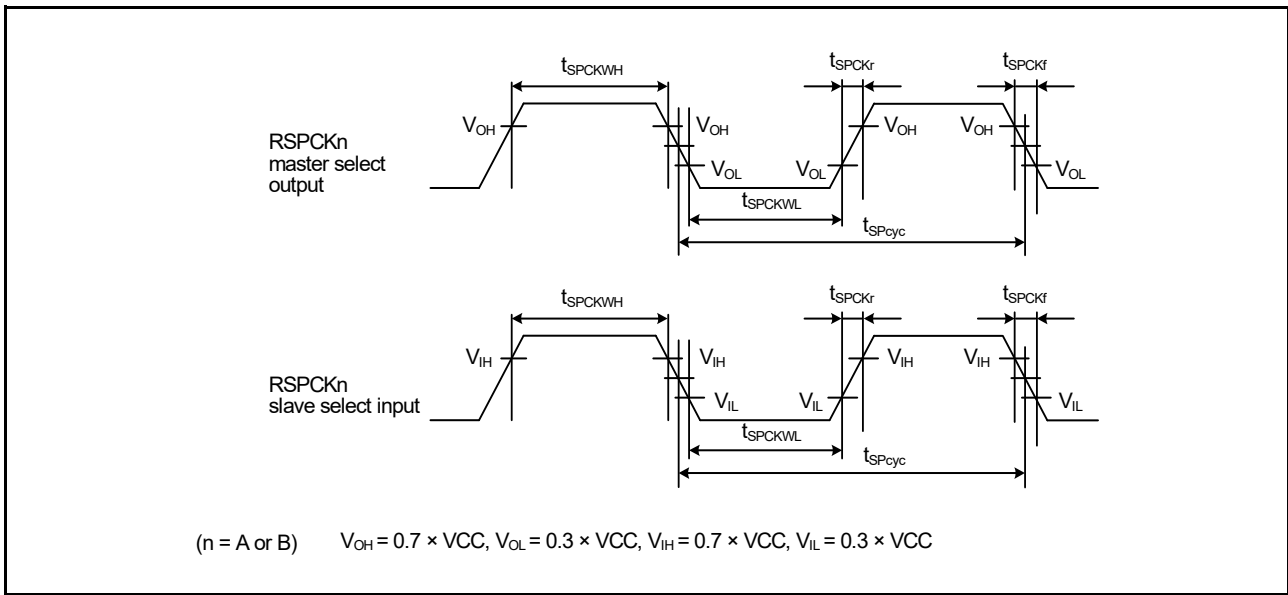 tSPCKWH
tSPCKr
tSPCKf
VOH
VOH
VOH
VOH
RSPCKn
master select
output
VOL
VOL
VOL
tSPCKWL
tSPcyc
tSPCKWH
tSPCKr
tSPCKf
VIH
VIH
VIH
VIH
RSPCKn
slave select input
VIL
VIL
VIL
tSPCKWL
tSPcyc
(n = A or B) VOH = 0.7 × VCC, VOL = 0.3 × VCC, VIH = 0.7 × VCC, VIL = 0.3 × VCC